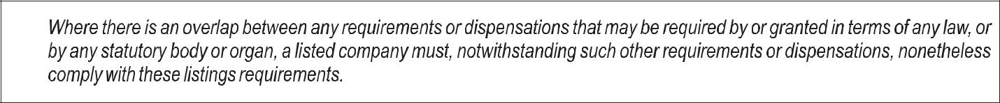 Where there is an overlap between any requirements or dispensations that may be required by or granted in terms of any law, or
by any statutory body or organ, a listed company must, notwithstanding such other requirements or dispensations, nonetheless
comply with these listings requirements.